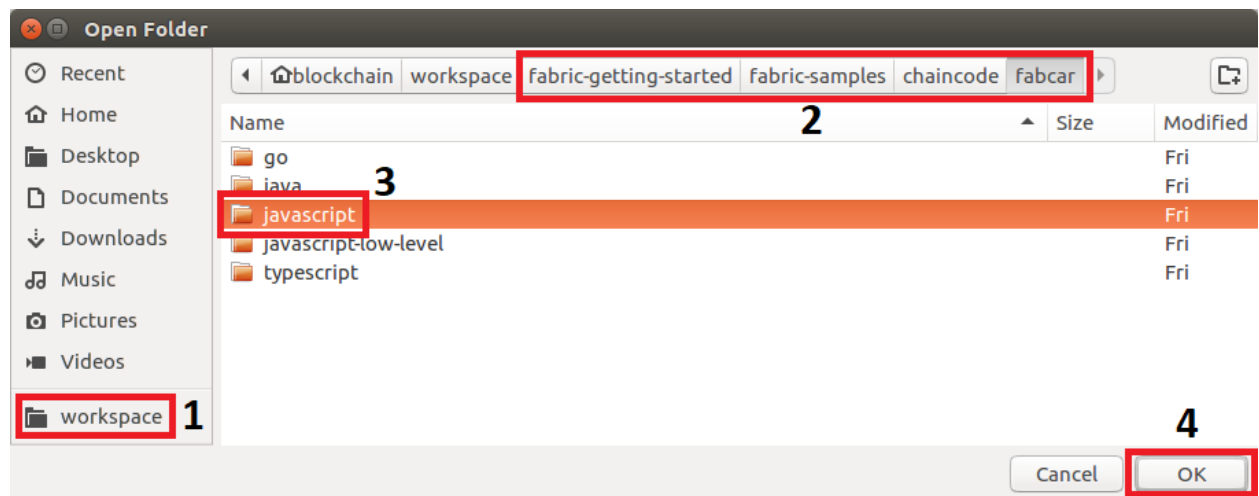 Open Folder
Recent
Home
Desktop
Documents
Downloads
Music
Pictures
Videos
workspace 1
blockchain workspace fabric-getting-started fabric-samples chaincode fabcar
2
Name Size Modified
go Fri
java Fri
3
javascript Fri
javascript-low-level Fri
typescript Fri
4
Cancel OK